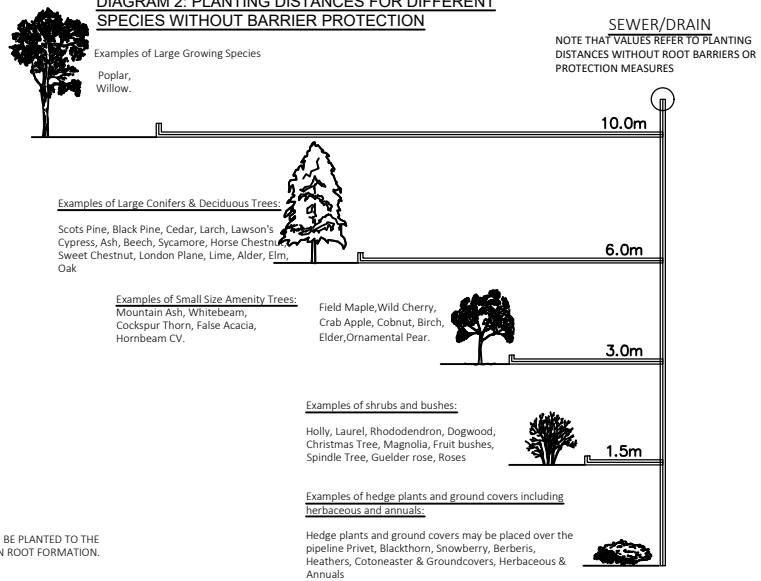 DIAGRAM 2: PLANTING DISTANCES FOR DIFFERENT
SPECIES WITHOUT BARRIER PROTECTION
SEWER/DRAIN
NOTE THAT VALUES REFER TO PLANTING
DISTANCES WITHOUT ROOT BARRIERS OR
PROTECTION MEASURES
Examples of Large Growing Species
Poplar,
Willow.
10.0m
Examples of Large Conifers & Deciduous Trees:
Scots Pine, Black Pine, Cedar, Larch, Lawson's
Cypress, Ash, Beech, Sycamore, Horse Chestnut,
Sweet Chestnut, London Plane, Lime, Alder, Elm,
Oak
6.0m
Examples of Small Size Amenity Trees:
Mountain Ash, Whitebeam,
Cockspur Thorn, False Acacia,
Hornbeam CV.
Field Maple,Wild Cherry,
Crab Apple, Cobnut, Birch,
Elder,Ornamental Pear.
3.0m
Examples of shrubs and bushes:
Holly, Laurel, Rhododendron, Dogwood,
Christmas Tree, Magnolia, Fruit bushes,
Spindle Tree, Guelder rose, Roses
1.5m
Examples of hedge plants and ground covers including
herbaceous and annuals:
Hedge plants and ground covers may be placed over the
pipeline Privet, Blackthorn, Snowberry, Berberis,
Heathers, Cotoneaster & Groundcovers, Herbaceous &
Annuals
BE PLANTED TO THE
ROOT FORMATION.